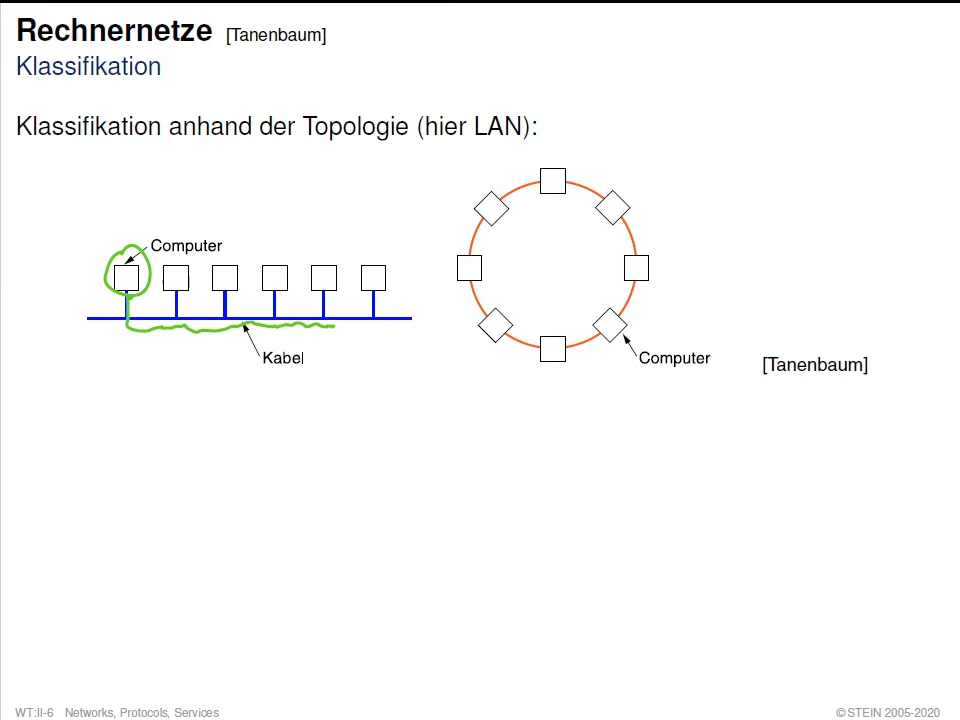 Rechnernetze [Tanenbaum]
Klassifikation
Klassifikation anhand der Topologie (hier LAN):
Computer
Kabel
Computer
[Tanenbaum]
WT:II-6 Networks, Protocols, Services
©STEIN 2005-2020